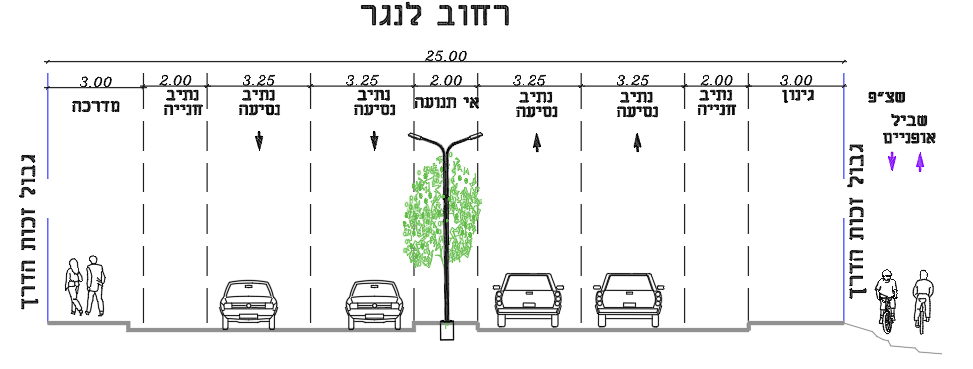 רחוב לנגר
25.00
3.00 2.00 3.25 3.25 2.00 3.25 3.25 2.00 3.00
מדרכה
נתיב
חנייה
נתיב
נסיעה
נתיב
נסיעה
אי תנועה
נתיב
נסיעה
נתיב
נסיעה
נתיב
חנייה
גינון
שצ"פ
שביל
אופניים
גבול זכות הדרך
גבול זכות הדרך